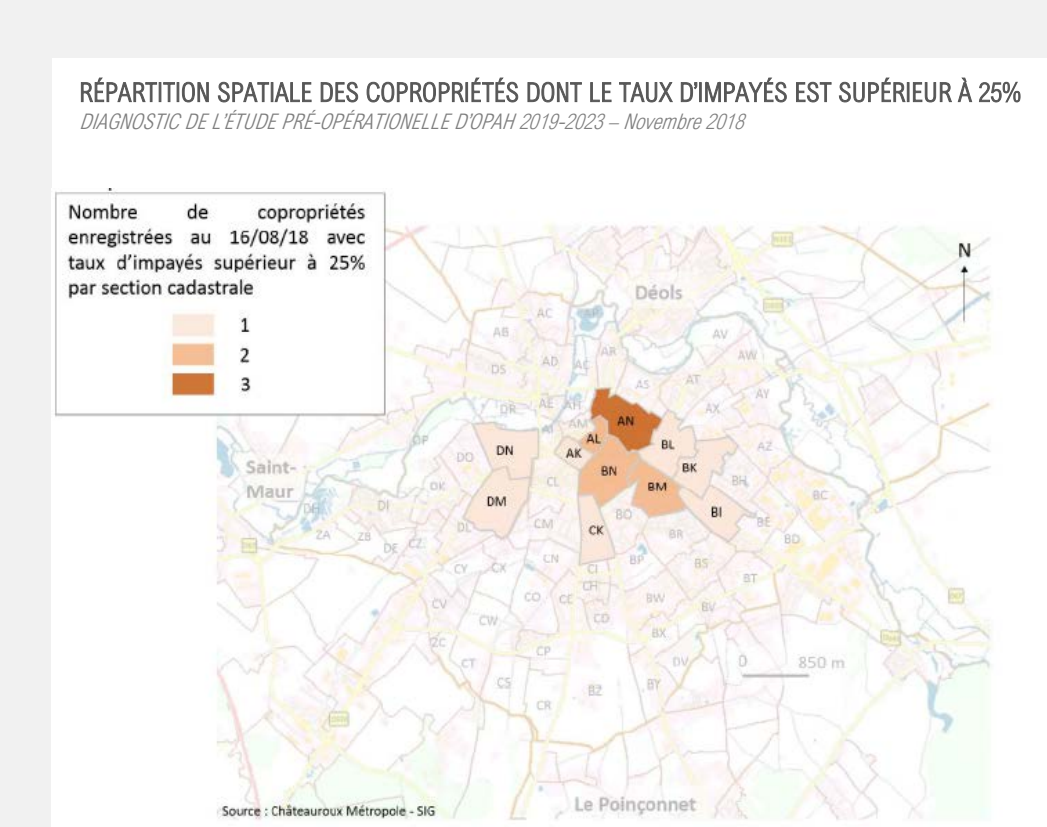 RÉPARTITION SPATIALE DES COPROPRIÉTÉS DONT LE TAUX D'IMPAYÉS EST SUPÉRIEUR À 25%
DIAGNOSTIC DE L'ÉTUDE PRÉ-OPÉRATIONELLE D'OPAH 2019-2023 – Novembre 2018
Nombre de copropriétés
enregistrées au 16/08/18 avec
taux d'impayés supérieur à 25%
par section cadastrale
1
2
3
N
Déols
AC
AB
AV
AR
AW
AD
AC
DS
AS
AT
AY
AE
AH
DR
AX
AN
AM
AL
BL
AZ
DN
AK
DO
Saint-
Maur
BN
BK
CL
BH
DK
BM
DM
BC
DI
DH
BI
BO
CM
BE
DL
CK
ZA
ZB
BR
BD
DE
CZ
CN
BP
BS
CY
CX
CI
BT
CH
CO
CE
BW
CV
BV
CW
CD
BX
ZC
CP
CT
DV
0
850 m
CS
BY
BZ
CR
Le Poinçonnet
Source : Châteauroux Métropole - SIG